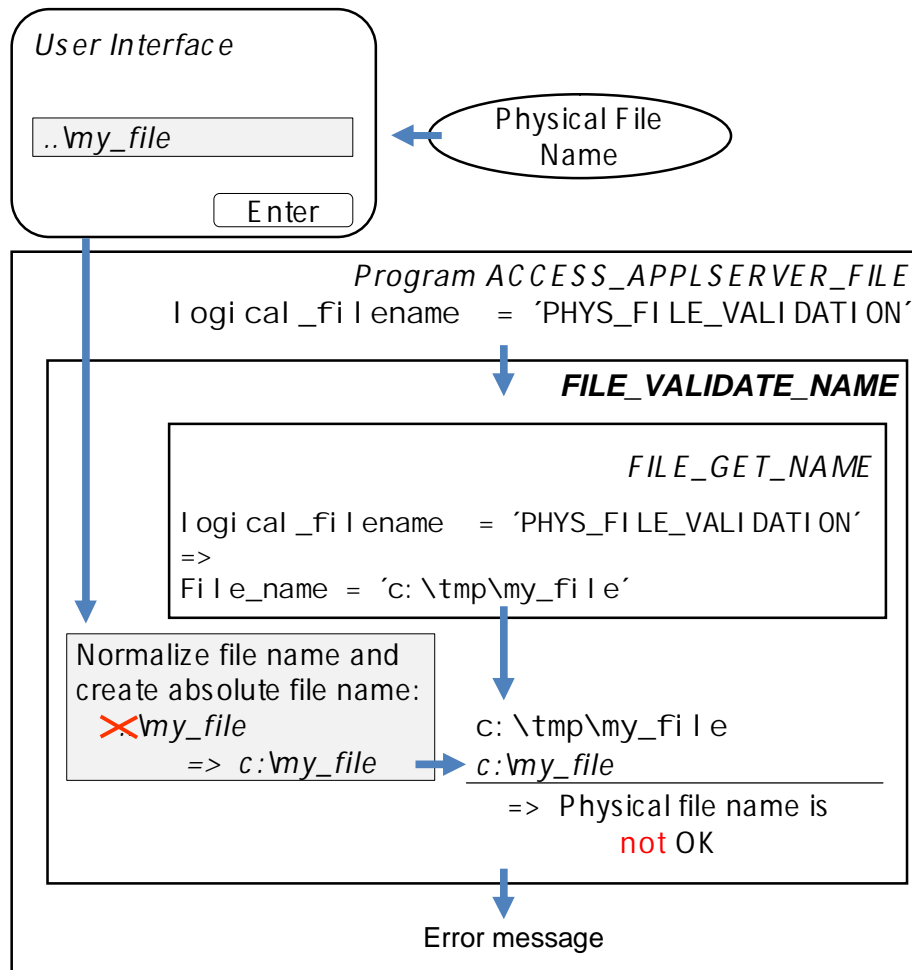 User Interface
..\my_file
Enter
Physical File
Name
Program ACCESS_APPLSERVER_FILE
logical_filename = ´PHYS_FILE_VALIDATION´
FILE_VALIDATE_NAME
FILE_GET_NAME
logical_filename = ´PHYS_FILE_VALIDATION´
=>
File_name = ´c:\tmp\my_file´
Normalize file name and
create absolute file name:
..\my_file
=> c:\my_file
c:\tmp\my_file
c:\my_file
=> Physical file name is
not OK
Error message